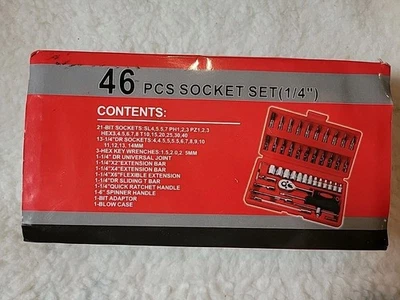 46 PCS SOCKET SET(1/4")
CONTENTS:
21-BIT SOCKETS:SL4,5.5,7 PH1,2,3 PZ1,2,3
HEX3,4,5,6,7,8 T10,15,20,25,30,40
13-1/4"DR SOCKETS:4,4.5,5,5.5,6,7,8,9,10
11,12,13, 14MM
3-HEX KEY WRENCHES:1.5,2.0,2.5MM
1-1/4" DR UNIVERSAL JOINT
1-1/4"X2"EXTENSION BAR
1-1/4"X4"EXTENSION BAR
1-1/4"X6"FLEXIBLE EXTENSION
1-1/4"DR SLIDING T BAR
1-1/4"QUICK RATCHET HANDLE
1-6" SPINNER HANDLE
1-BIT ADAPTOR
1-BLOW CASE